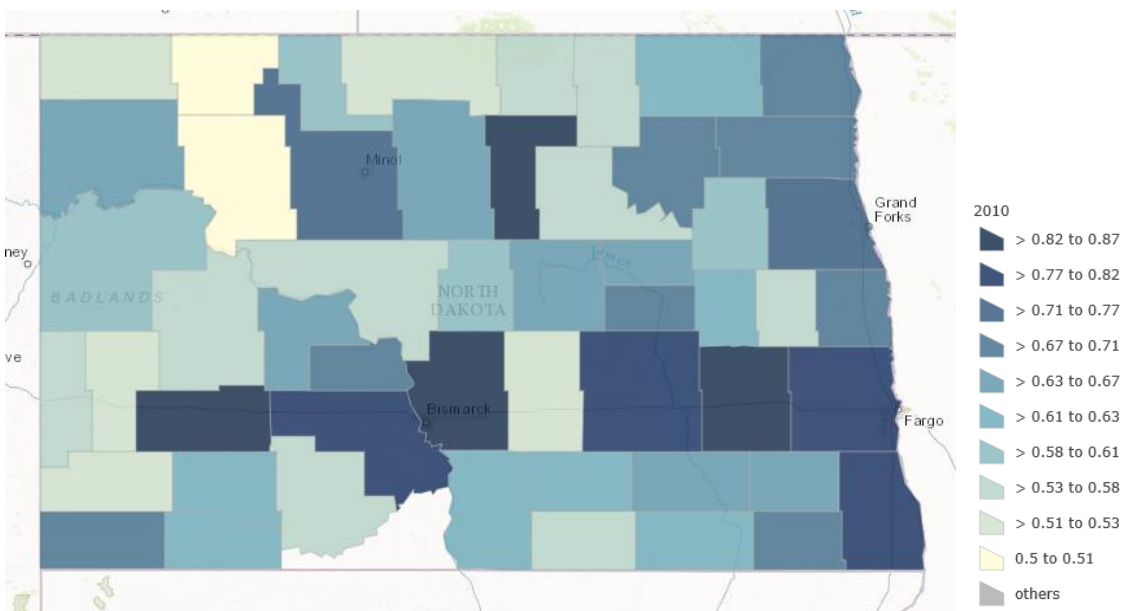 Minot
Grand
Forks
ney
James
BADLANDS
NORTH
DAKOTA
ve
Bismarck
Fargo
2010
> 0.82 to 0.87
> 0.77 to 0.82
> 0.71 to 0.77
> 0.67 to 0.71
> 0.63 to 0.67
> 0.61 to 0.63
> 0.58 to 0.61
> 0.53 to 0.58
> 0.51 to 0.53
0.5 to 0.51
others